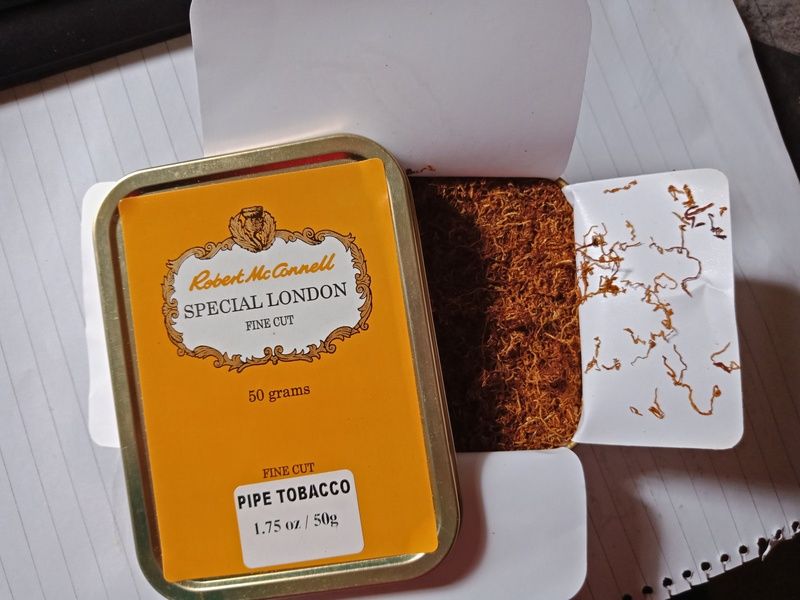 Robert McConnell
SPECIAL LONDON
FINE CUT
50 grams
FINE CUT
PIPE TOBACCO
1.75 oz / 50g